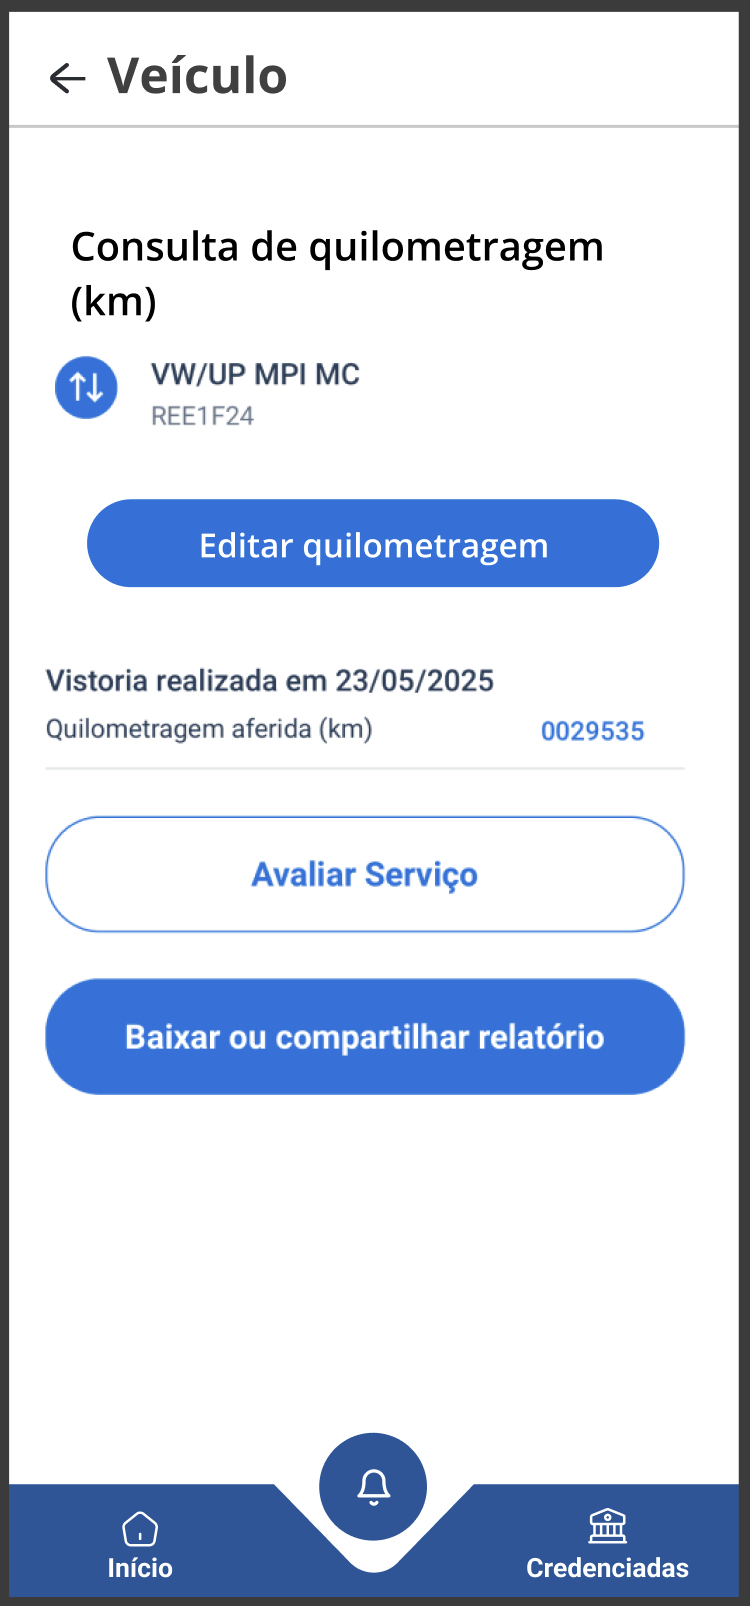 Veículo
Consulta de quilometragem
(km)
VW/UP MPI MC
REE1F24
Editar quilometragem
Vistoria realizada em 23/05/2025
Quilometragem aferida (km) 0029535
Avaliar Serviço
Baixar ou compartilhar relatório
Início
Credenciadas